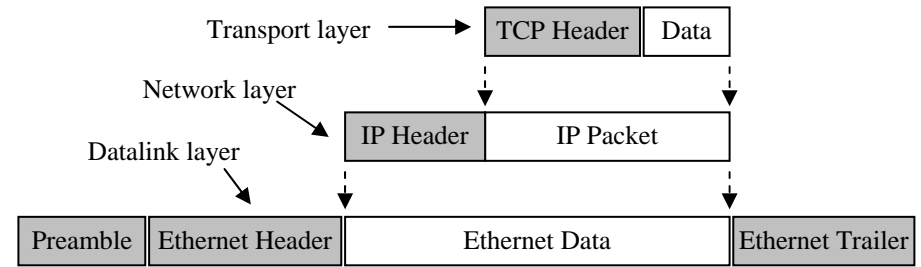 Transport layer
TCP Header Data
Network layer
IP Header IP Packet
Datalink layer
Preamble Ethernet Header Ethernet Data Ethernet Trailer